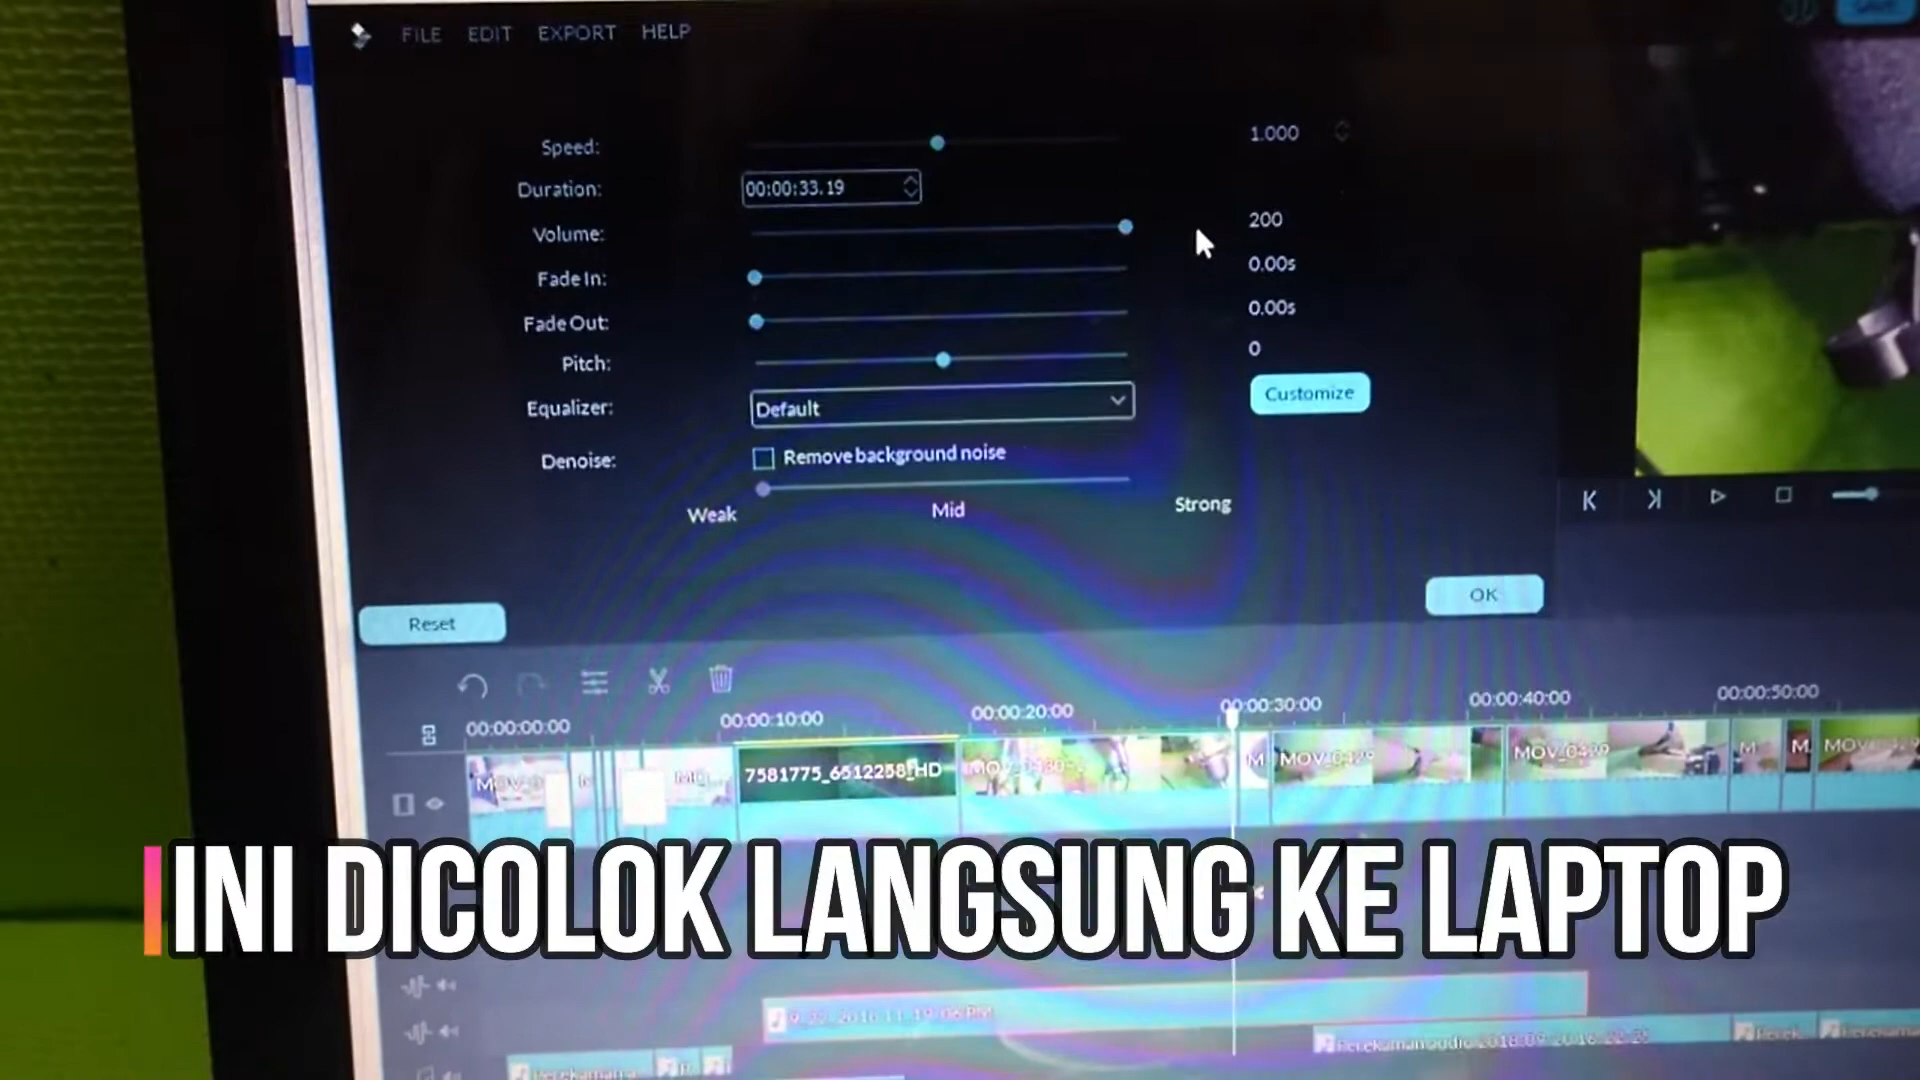 FILE EDIT EXPORT HELP
Speed: 1.000
Duration: 00:00:33.19
Volume: 200
Fade In: 0.00s
Fade Out: 0.00s
Pitch: 0
Equalizer: Default Customize
Denoise: Remove background noise
Weak Mid Strong
Reset OK
00:00:00:00 00:00:10:00 00:00:20:00 00:00:30:00 00:00:40:00 00:00:50:00
7581775_6512258_HD MOV_0429 MOV_0429
INI DICOLOK LANGSUNG KE LAPTOP